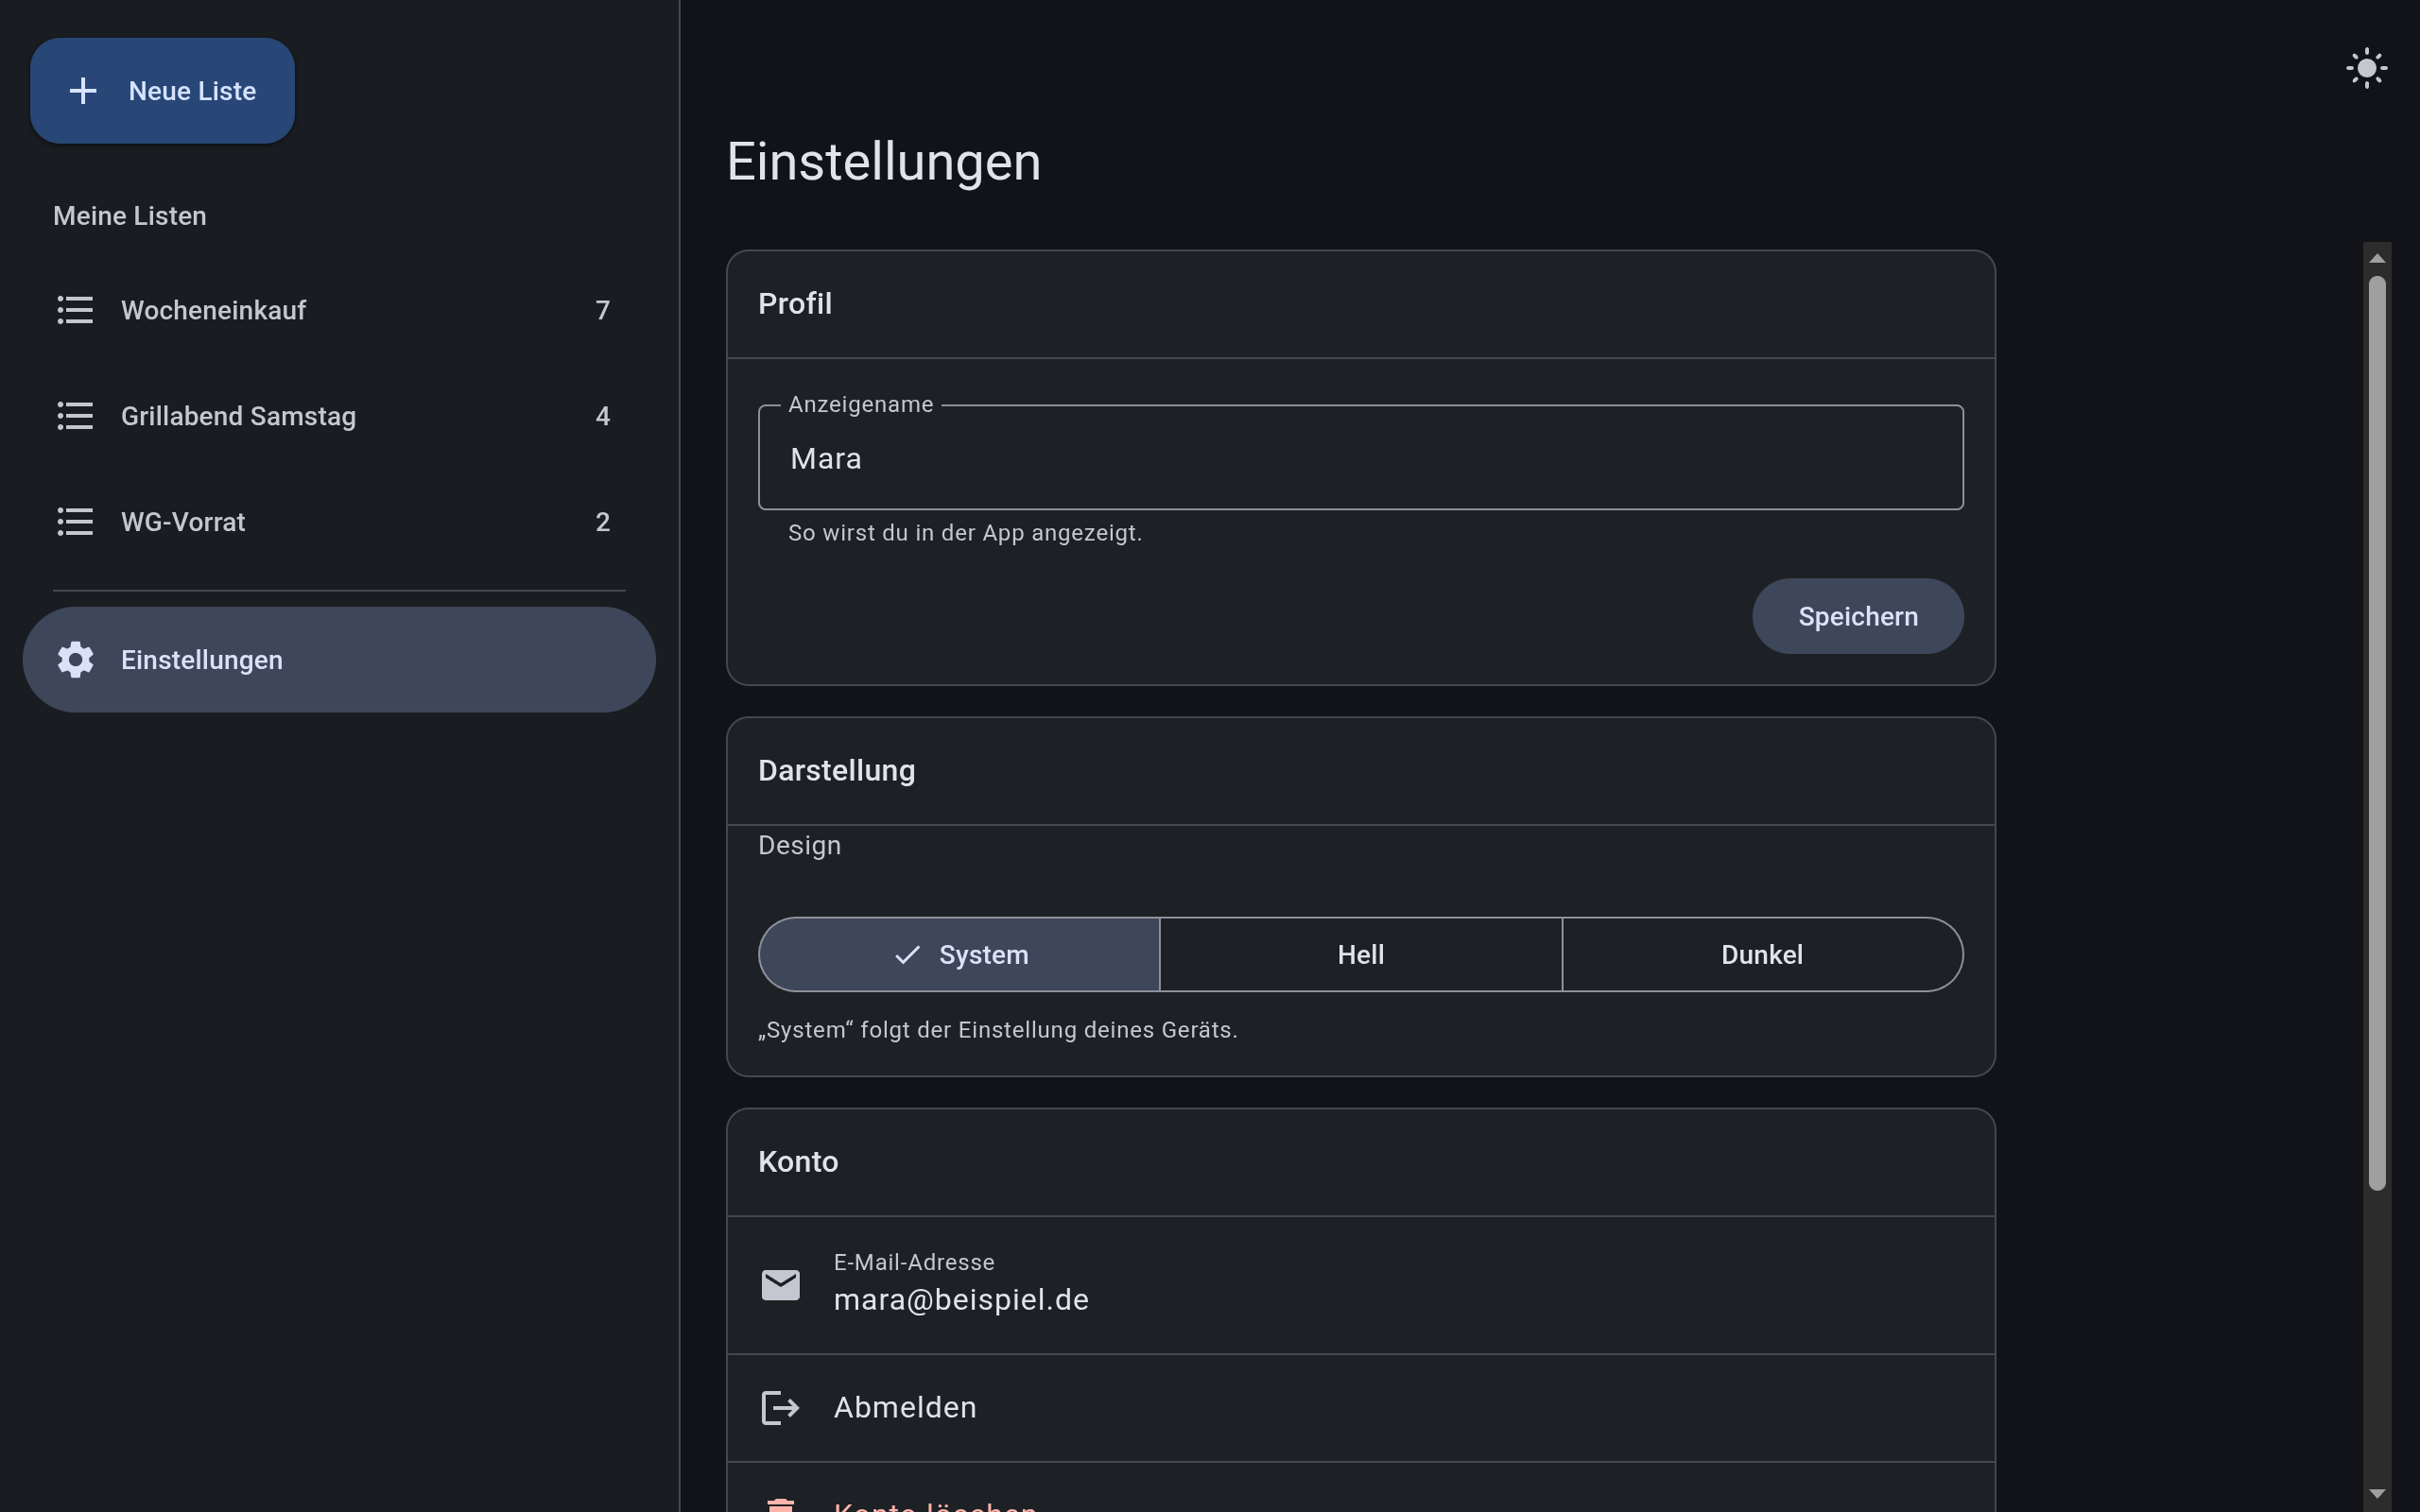 Neue Liste
Meine Listen
Wocheneinkauf 7
Grillabend Samstag 4
WG-Vorrat 2
Einstellungen
Einstellungen
Profil
Anzeigename
Mara
So wirst du in der App angezeigt.
Speichern
Darstellung
Design
System Hell Dunkel
„System“ folgt der Einstellung deines Geräts.
Konto
E-Mail-Adresse
mara@beispiel.de
Abmelden
Konto löschen